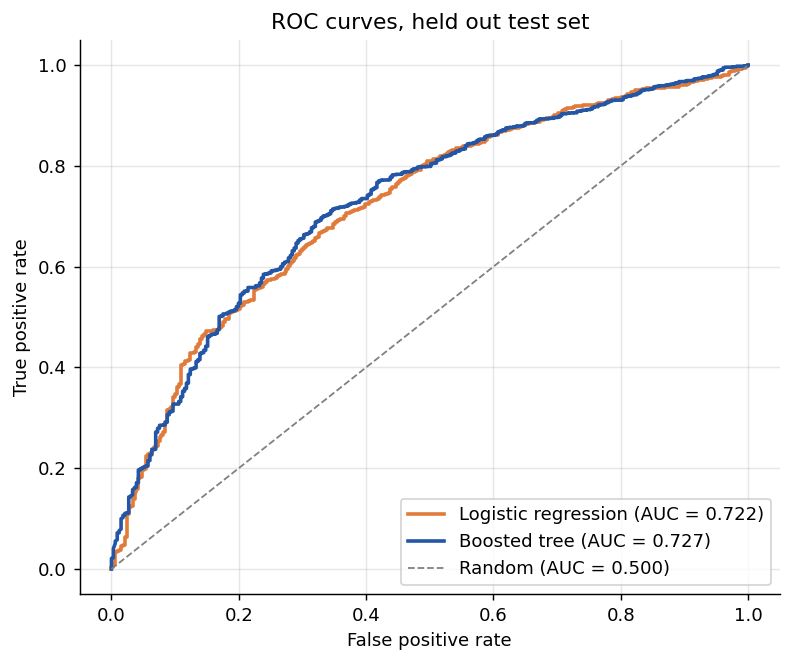 ROC curves, held out test set
True positive rate
1.0
0.8
0.6
0.4
0.2
0.0
Logistic regression (AUC = 0.722)
Boosted tree (AUC = 0.727)
Random (AUC = 0.500)
0.0 0.2 0.4 0.6 0.8 1.0
False positive rate